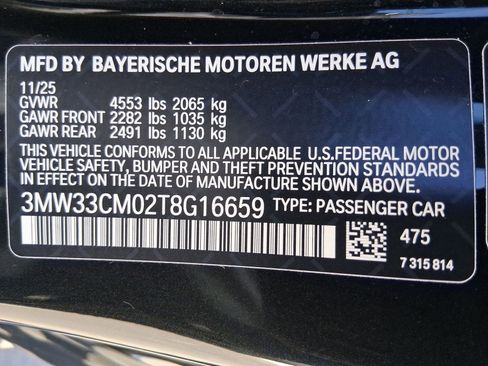 MFD BY BAYERISCHE MOTOREN WERKE AG
11/25
GVWR 4553 lbs 2065 kg
GAWR FRONT 2282 lbs 1035 kg
GAWR REAR 2491 lbs 1130 kg
THIS VEHICLE CONFORMS TO ALL APPLICABLE U.S.FEDERAL MOTOR
VEHICLE SAFETY, BUMPER AND THEFT PREVENTION STANDARDS
IN EFFECT ON THE DATE OF MANUFACTURE SHOWN ABOVE.
3MW33CM02T8G16659 TYPE: PASSENGER CAR
475
7 315 814